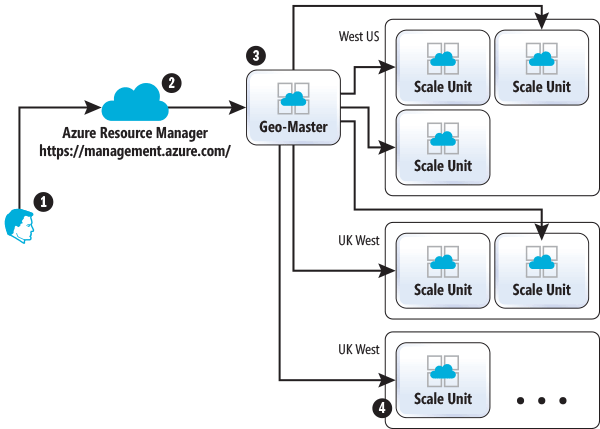 1
2
Azure Resource Manager
https://management.azure.com/
3
Geo-Master
West US
Scale Unit
Scale Unit
Scale Unit
UK West
Scale Unit
Scale Unit
UK West
4
Scale Unit
• • •